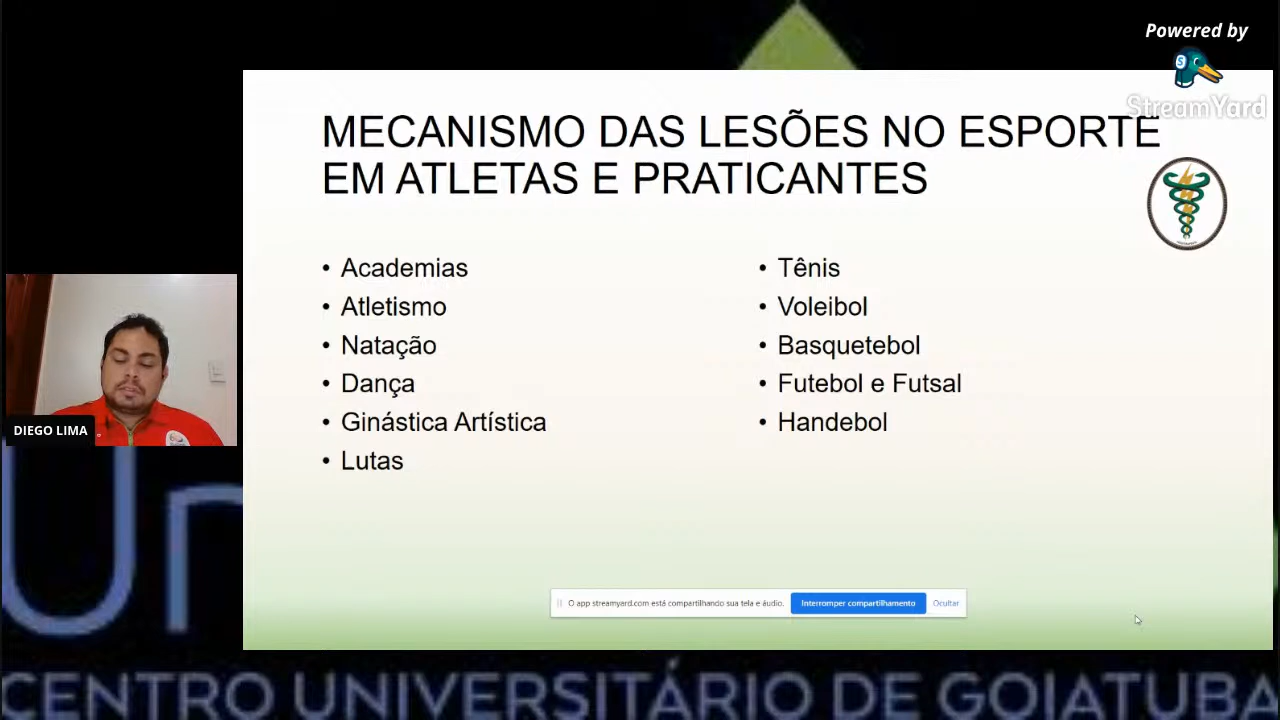 Powered by
StreamYard
MECANISMO DAS LESÕES NO ESPORTE
EM ATLETAS E PRATICANTES
• Academias
• Atletismo
• Natação
• Dança
• Ginástica Artística
• Lutas
• Tênis
• Voleibol
• Basquetebol
• Futebol e Futsal
• Handebol
DIEGO LIMA
O app streamyard.com está compartilhando sua tela e áudio.
Interromper compartilhamento
Ocultar
Un
CENTRO UNIVERSITÁRIO DE GOIATUBA